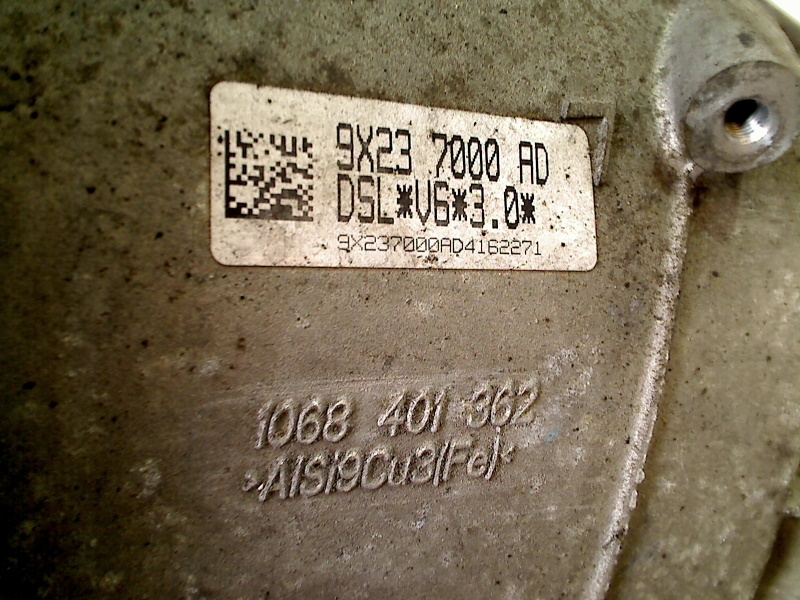 9X23 7000 AD
DSL*V6*3.0*
9X237000AD4162271
1068 401 362
>AlSi9Cu3(Fe)<